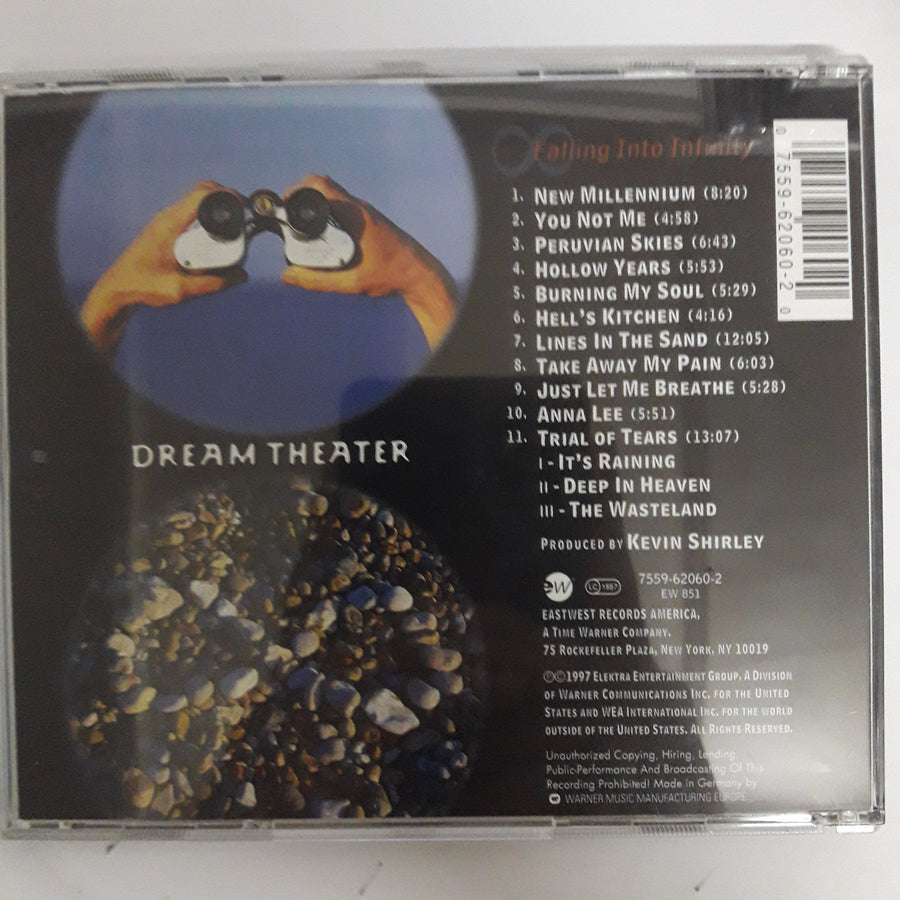 Falling Into Infinity
1. NEW MILLENNIUM (8:20)
2. YOU NOT ME (4:58)
3. PERUVIAN SKIES (6:43)
4. HOLLOW YEARS (5:53)
5. BURNING MY SOUL (5:29)
6. HELL'S KITCHEN (4:16)
7. LINES IN THE SAND (12:05)
8. TAKE AWAY MY PAIN (6:03)
9. JUST LET ME BREATHE (5:28)
10. ANNA LEE (5:51)
11. TRIAL OF TEARS (13:07)
I - IT'S RAINING
II - DEEP IN HEAVEN
III - THE WASTELAND
PRODUCED BY KEVIN SHIRLEY
ew LC 1557 7559-62060-2
EW 851
EASTWEST RECORDS AMERICA,
A TIME WARNER COMPANY.
75 ROCKEFELLER PLAZA, NEW YORK, NY 10019
℗©1997 ELEKTRA ENTERTAINMENT GROUP, A DIVISION
OF WARNER COMMUNICATIONS INC. FOR THE UNITED
STATES AND WEA INTERNATIONAL INC. FOR THE WORLD
OUTSIDE OF THE UNITED STATES. ALL RIGHTS RESERVED.
Unauthorized Copying, Hiring, Lending
Public-Performance And Broadcasting Of This
Recording Prohibited! Made in Germany by
WARNER MUSIC MANUFACTURING EUROPE
DREAM THEATER
0 7559-62060-2 0